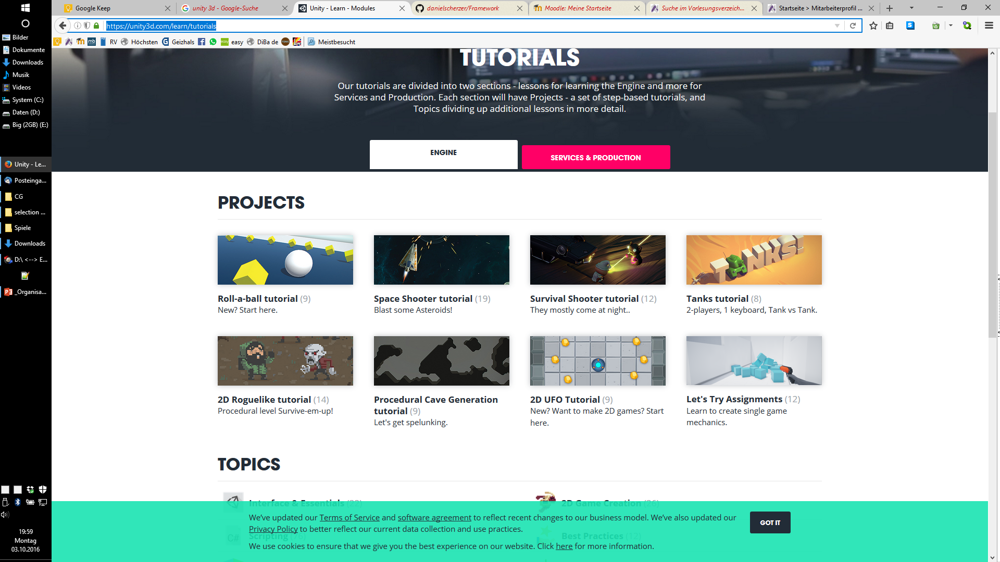 Google Keep
unity 3d - Google-Suche
Unity - Learn - Modules
danielscherzer/Framework
Moodle: Meine Startseite
Suche im Vorlesungsverzeich...
Startseite > Mitarbeiterprofil ...
https://unity3d.com/learn/tutorials
RV
Höchsten
Geizhals
easy
DiBa de
Meistbesucht
Bilder
Dokumente
Downloads
Musik
Videos
System (C:)
Daten (D:)
Big (2GB) (E:)
Unity - Le...
Posteinga...
CG
selection ...
Spiele
Downloads
D:\ <--> E...
_Organisa...
19:59
Montag
03.10.2016
TUTORIALS
Our tutorials are divided into two sections - lessons for learning the Engine and more for
Services and Production. Each section will have Projects - a set of step-based tutorials, and
Topics dividing up additional lessons in more detail.
ENGINE
SERVICES & PRODUCTION
PROJECTS
TANKS!
Roll-a-ball tutorial (9)
New? Start here.
Space Shooter tutorial (19)
Blast some Asteroids!
Survival Shooter tutorial (12)
They mostly come at night..
Tanks tutorial (8)
2-players, 1 keyboard, Tank vs Tank.
2D Roguelike tutorial (14)
Procedural level Survive-em-up!
Procedural Cave Generation
tutorial (9)
Let's get spelunking.
2D UFO Tutorial (9)
New? Want to make 2D games? Start
here.
Let's Try Assignments (12)
Learn to create single game
mechanics.
TOPICS
Interface & Essentials (22)
2D Game Creation (26)
C#
Scripting (76)
Best Practices (12)
We've updated our Terms of Service and software agreement to reflect recent changes to our business model. We've also updated our
Privacy Policy to better reflect our current data collection and use practices.
We use cookies to ensure that we give you the best experience on our website. Click here for more information.
GOT IT